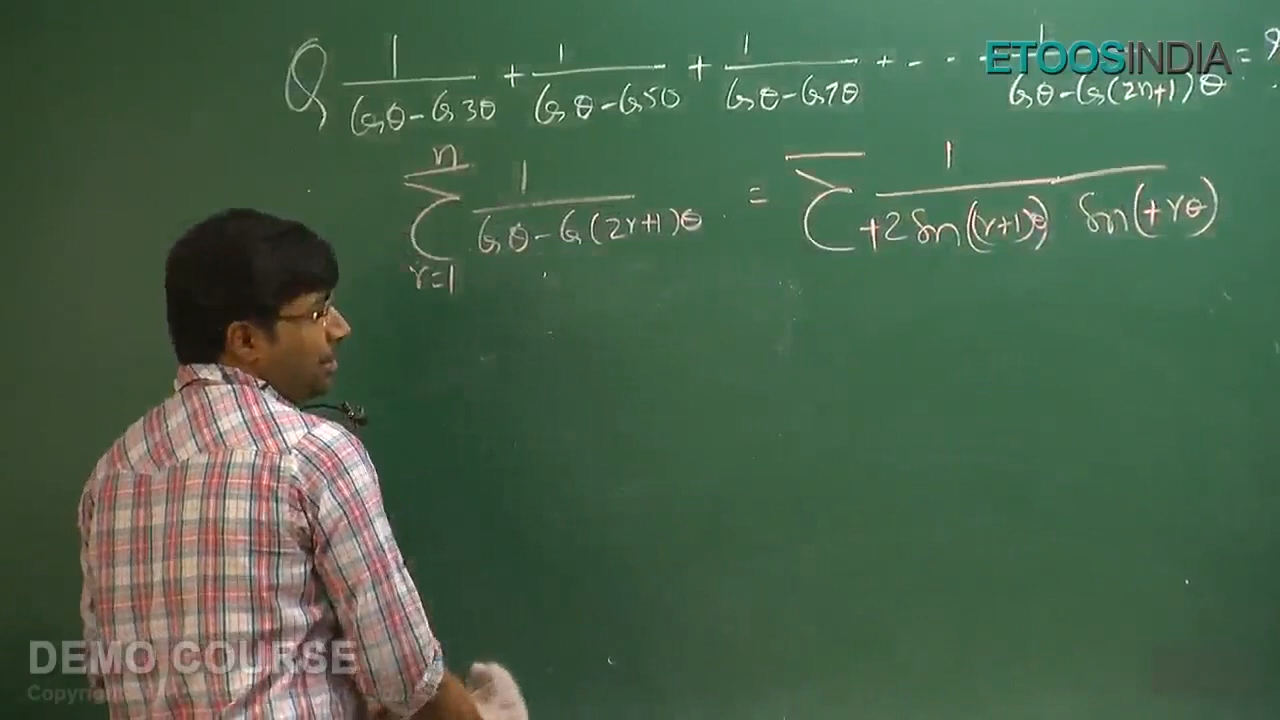 Q 1/(cosθ - cos3θ) + 1/(cosθ - cos5θ) + 1/(cosθ - cos7θ) + . . . 1/(cosθ - cos(2n+1)θ) =
ETOOSINDIA
n Σ r=1 1/(cosθ - cos(2r+1)θ) = Σ 1/(+2 sin(r+1)θ sin(+rθ))
DEMO COURSE